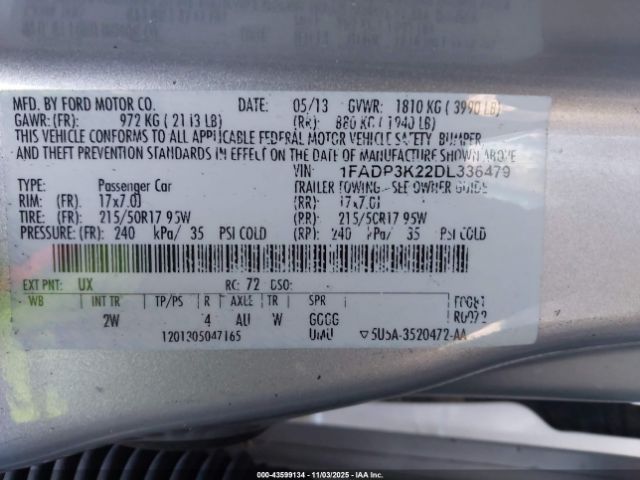 MFD. BY FORD MOTOR CO. DATE: 05/13 GVWR: 1810 KG ( 3990 LB)
GAWR: (FR): 972 KG ( 2143 LB) (RR): 880 KG ( 1940 LB)
THIS VEHICLE CONFORMS TO ALL APPLICABLE FEDERAL MOTOR VEHICLE SAFETY BUMPER,
AND THEFT PREVENTION STANDARDS IN EFFECT ON THE DATE OF MANUFACTURE SHOWN ABOVE
VIN: 1FADP3K22DL336479
TYPE: Passenger Car TRAILER TOWING - SEE OWNER GUIDE
RIM: (FR) 17x7.0J (RR): 17x7.0J
TIRE: (FR) 215/50R17 95W (RR): 215/50R17 95W
PRESSURE: (FR) 240 kPa/ 35 PSI COLD (RR) 240 kPa/ 35 PSI COLD
EXT PNT: UX RC: 72 DSO:
WB INT TR TP/PS R AXLE TR SPR
2W 4 AU W GGGG
1201305047165 UMU ▽ 5U5A-3520472-AA
000-43599134 - 11/03/2025 - IAAI.com